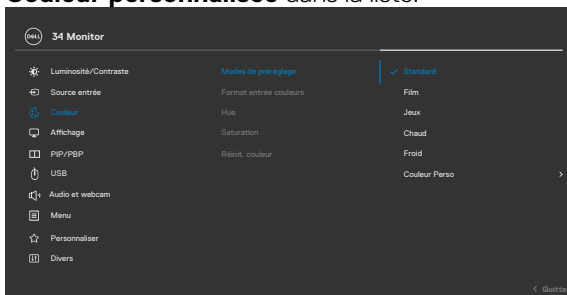 Couleur personnalisée dans la liste.
DELL 34 Monitor
Luminosité/Contraste Modes de préréglage Standard
Source entrée Format entrée couleurs Film
Couleur Hue Jeux
Affichage Saturation Chaud
PIP/PBP Réinit. couleur Froid
USB Couleur Perso
Audio et webcam
Menu
Personnaliser
Divers
Quitte